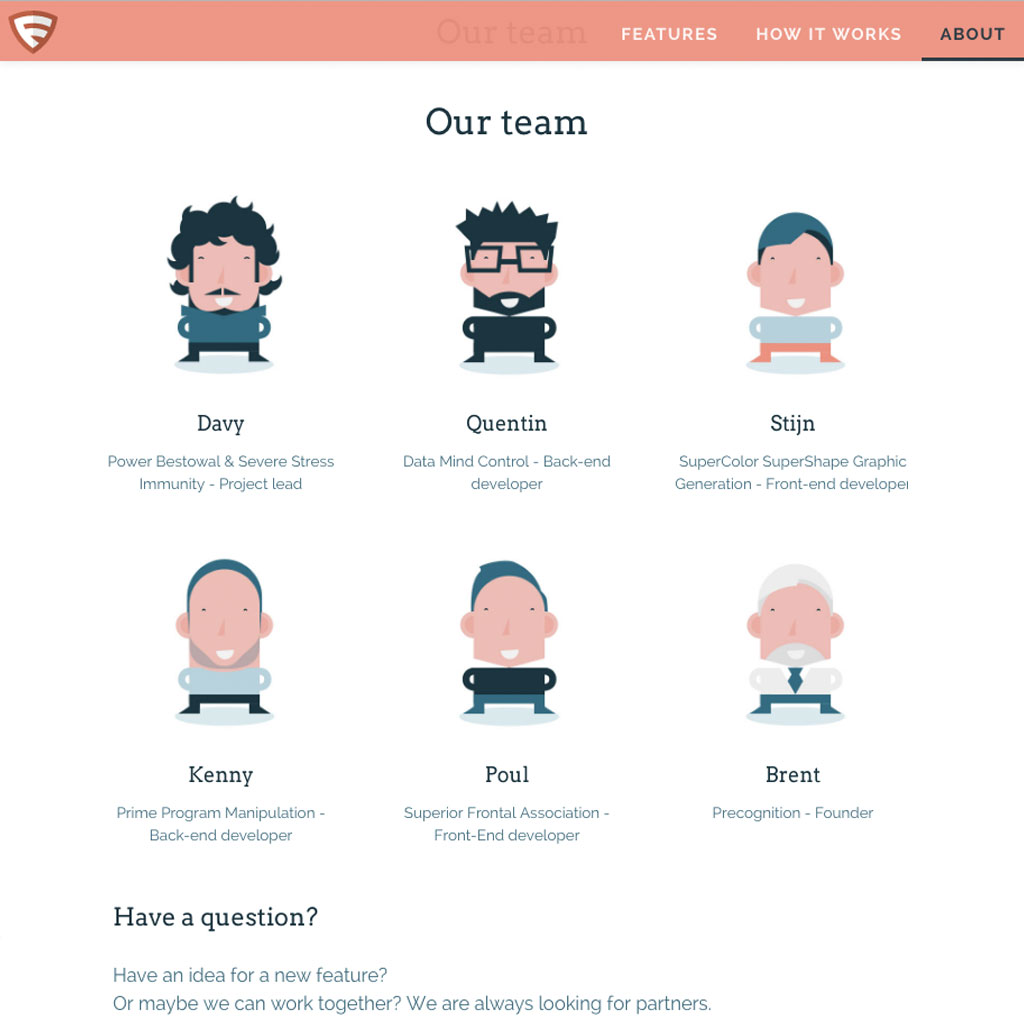 Our team
FEATURES HOW IT WORKS ABOUT
Our team
Davy
Quentin
Stijn
Power Bestowal & Severe Stress
Immunity - Project lead
Data Mind Control - Back-end
developer
SuperColor SuperShape Graphic
Generation - Front-end developer
Kenny
Poul
Brent
Prime Program Manipulation -
Back-end developer
Superior Frontal Association -
Front-End developer
Precognition - Founder
Have a question?
Have an idea for a new feature?
Or maybe we can work together? We are always looking for partners.